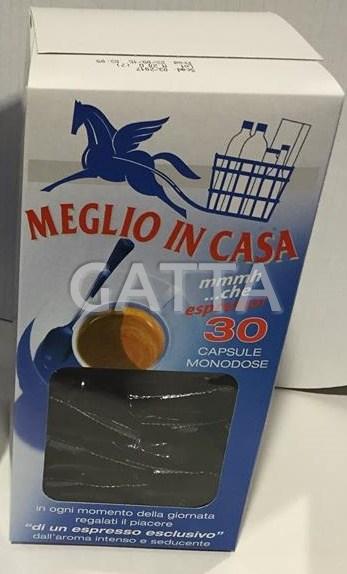 MEGLIO IN CASA
GATTA
mmmh
...che
espresso
30
CAPSULE
MONODOSE
in ogni momento della giornata
regalati il piacere
"di un espresso esclusivo"
dall'aroma intenso e seducente